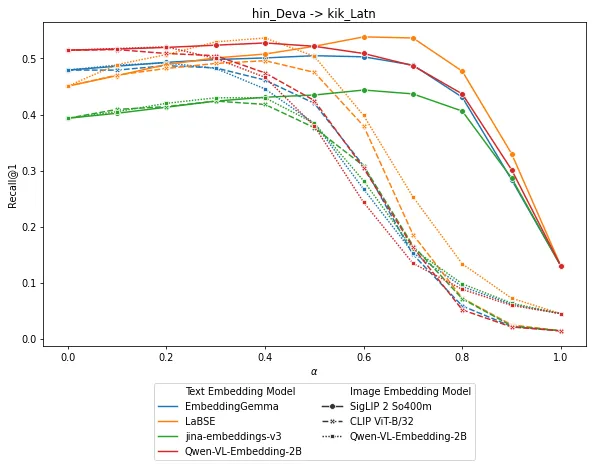 hin_Deva -> kik_Latn
Recall@1
0.5
0.4
0.3
0.2
0.1
0.0
0.0 0.2 0.4 0.6 0.8 1.0
α
Text Embedding Model
EmbeddingGemma
LaBSE
jina-embeddings-v3
Qwen-VL-Embedding-2B
Image Embedding Model
SigLIP 2 So400m
CLIP ViT-B/32
Qwen-VL-Embedding-2B